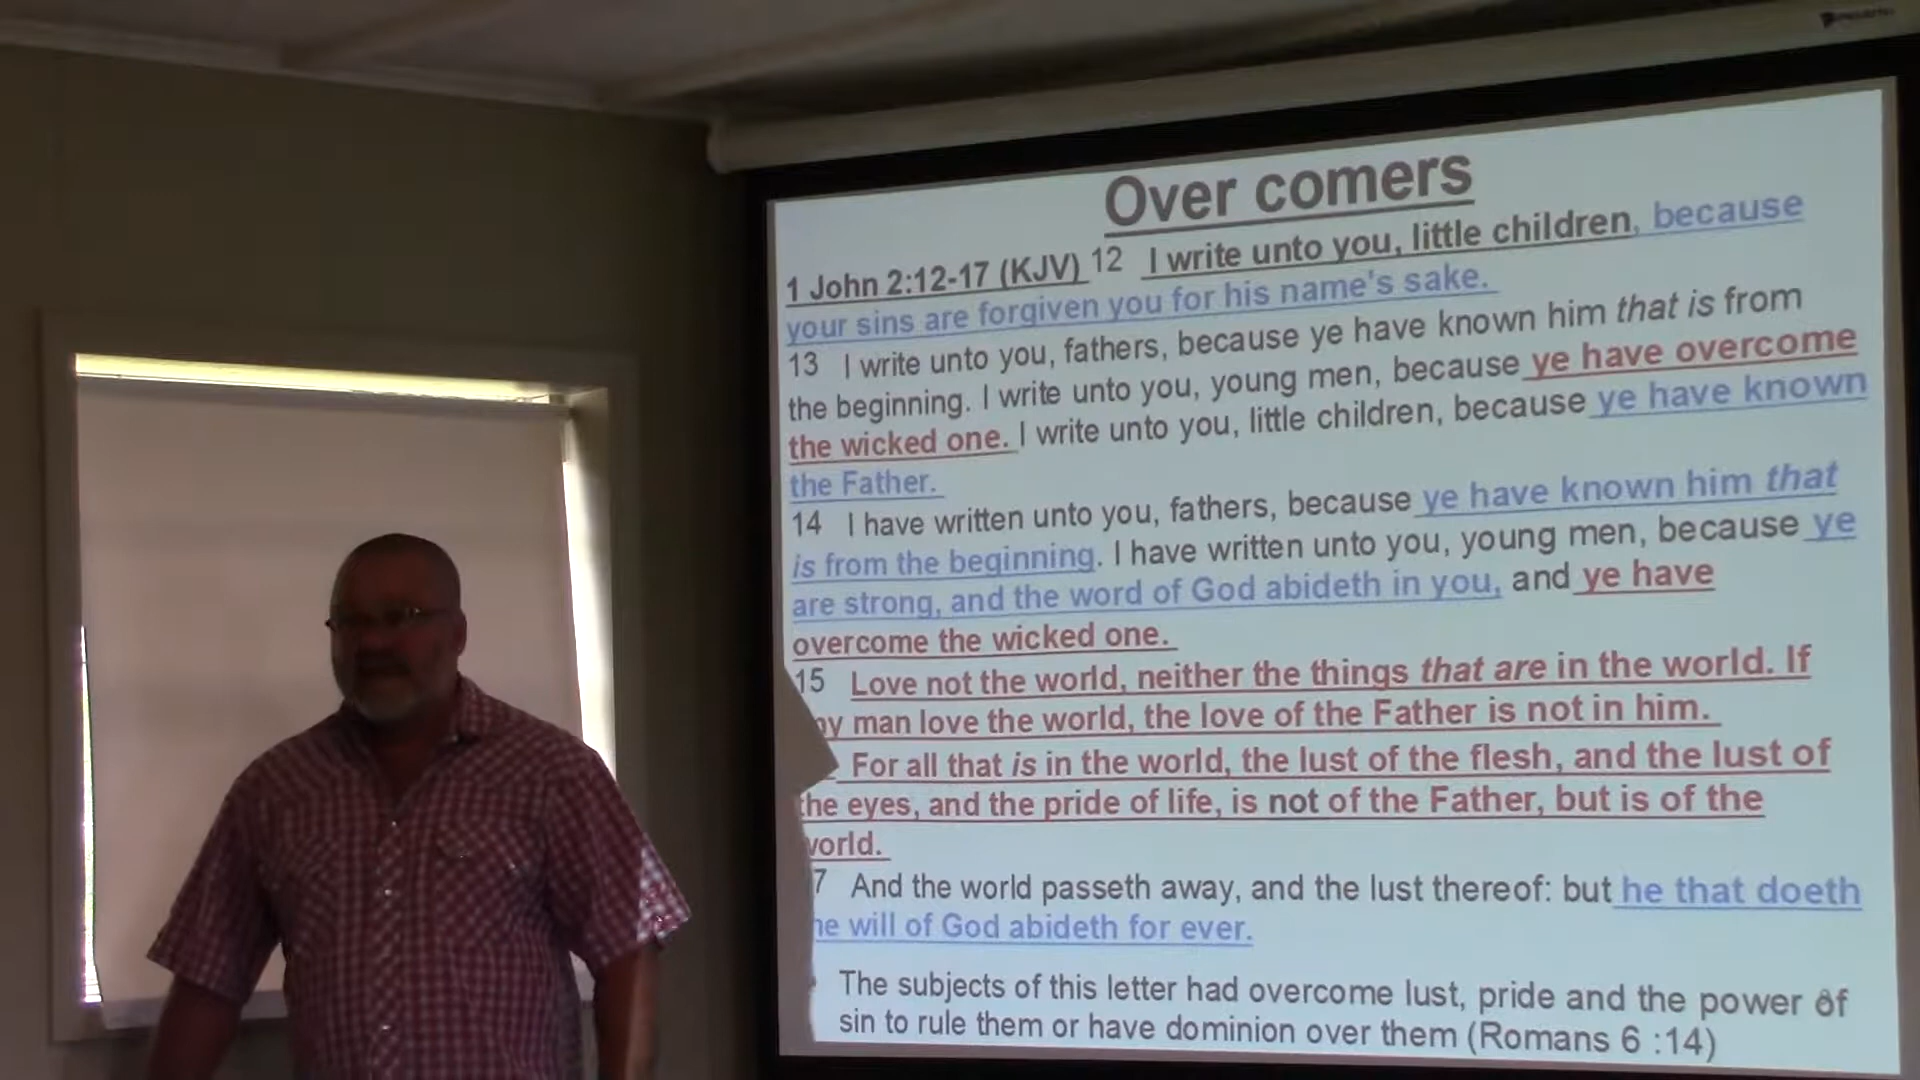 Over comers
1 John 2:12-17 (KJV) 12 I write unto you, little children, because
your sins are forgiven you for his name's sake.
13 I write unto you, fathers, because ye have known him that is from
the beginning. I write unto you, young men, because ye have overcome
the wicked one. I write unto you, little children, because ye have known
the Father.
14 I have written unto you, fathers, because ye have known him that
is from the beginning. I have written unto you, young men, because ye
are strong, and the word of God abideth in you, and ye have
overcome the wicked one.
15 Love not the world, neither the things that are in the world. If
man love the world, the love of the Father is not in him.
For all that is in the world, the lust of the flesh, and the lust of
the eyes, and the pride of life, is not of the Father, but is of the
world.
7 And the world passeth away, and the lust thereof: but he that doeth
he will of God abideth for ever.
The subjects of this letter had overcome lust, pride and the power of
sin to rule them or have dominion over them (Romans 6 :14)